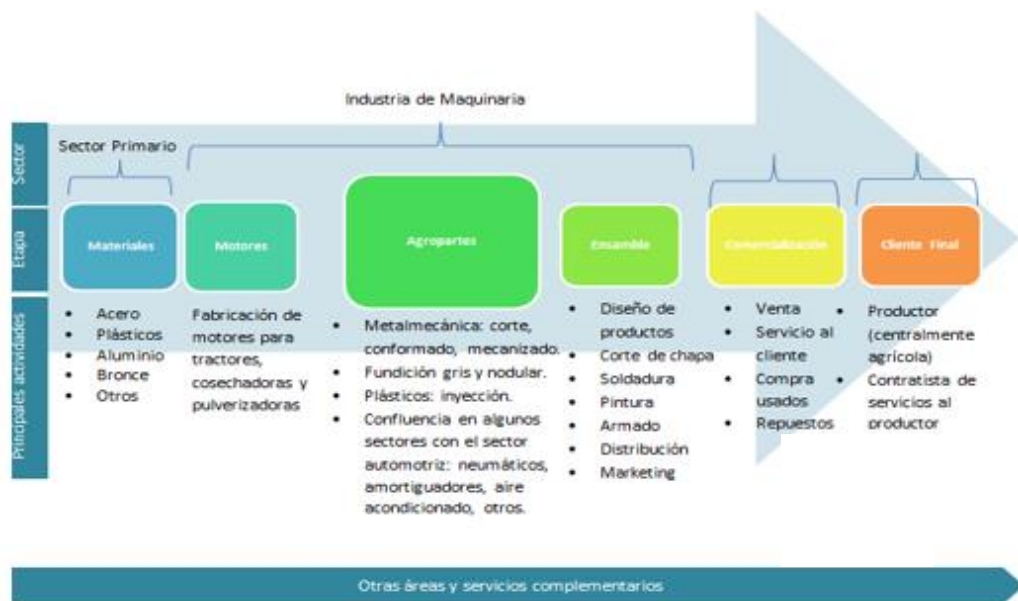 Industria de Maquinaria
Sector
Sector Primario
Etapa
Materiales
Motores
Agropartes
Ensamble
Comercialización
Cliente Final
Principales actividades
• Acero
• Plásticos
• Aluminio
• Bronce
• Otros
Fabricación de
motores para
tractores,
cosechadoras y
pulverizadoras
• Metalmecánica: corte,
conformado, mecanizado.
• Fundición gris y nodular.
• Plásticos: inyección.
• Confluencia en algunos
sectores con el sector
automotriz: neumáticos,
amortiguadores, aire
acondicionado, otros.
• Diseño de
productos
• Corte de chapa
• Soldadura
• Pintura
• Armado
• Distribución
• Marketing
• Venta
• Servicio al
cliente
• Compra
usados
• Repuestos
• Productor
(centralmente
agrícola)
• Contratista de
servicios al
productor
Otras áreas y servicios complementarios